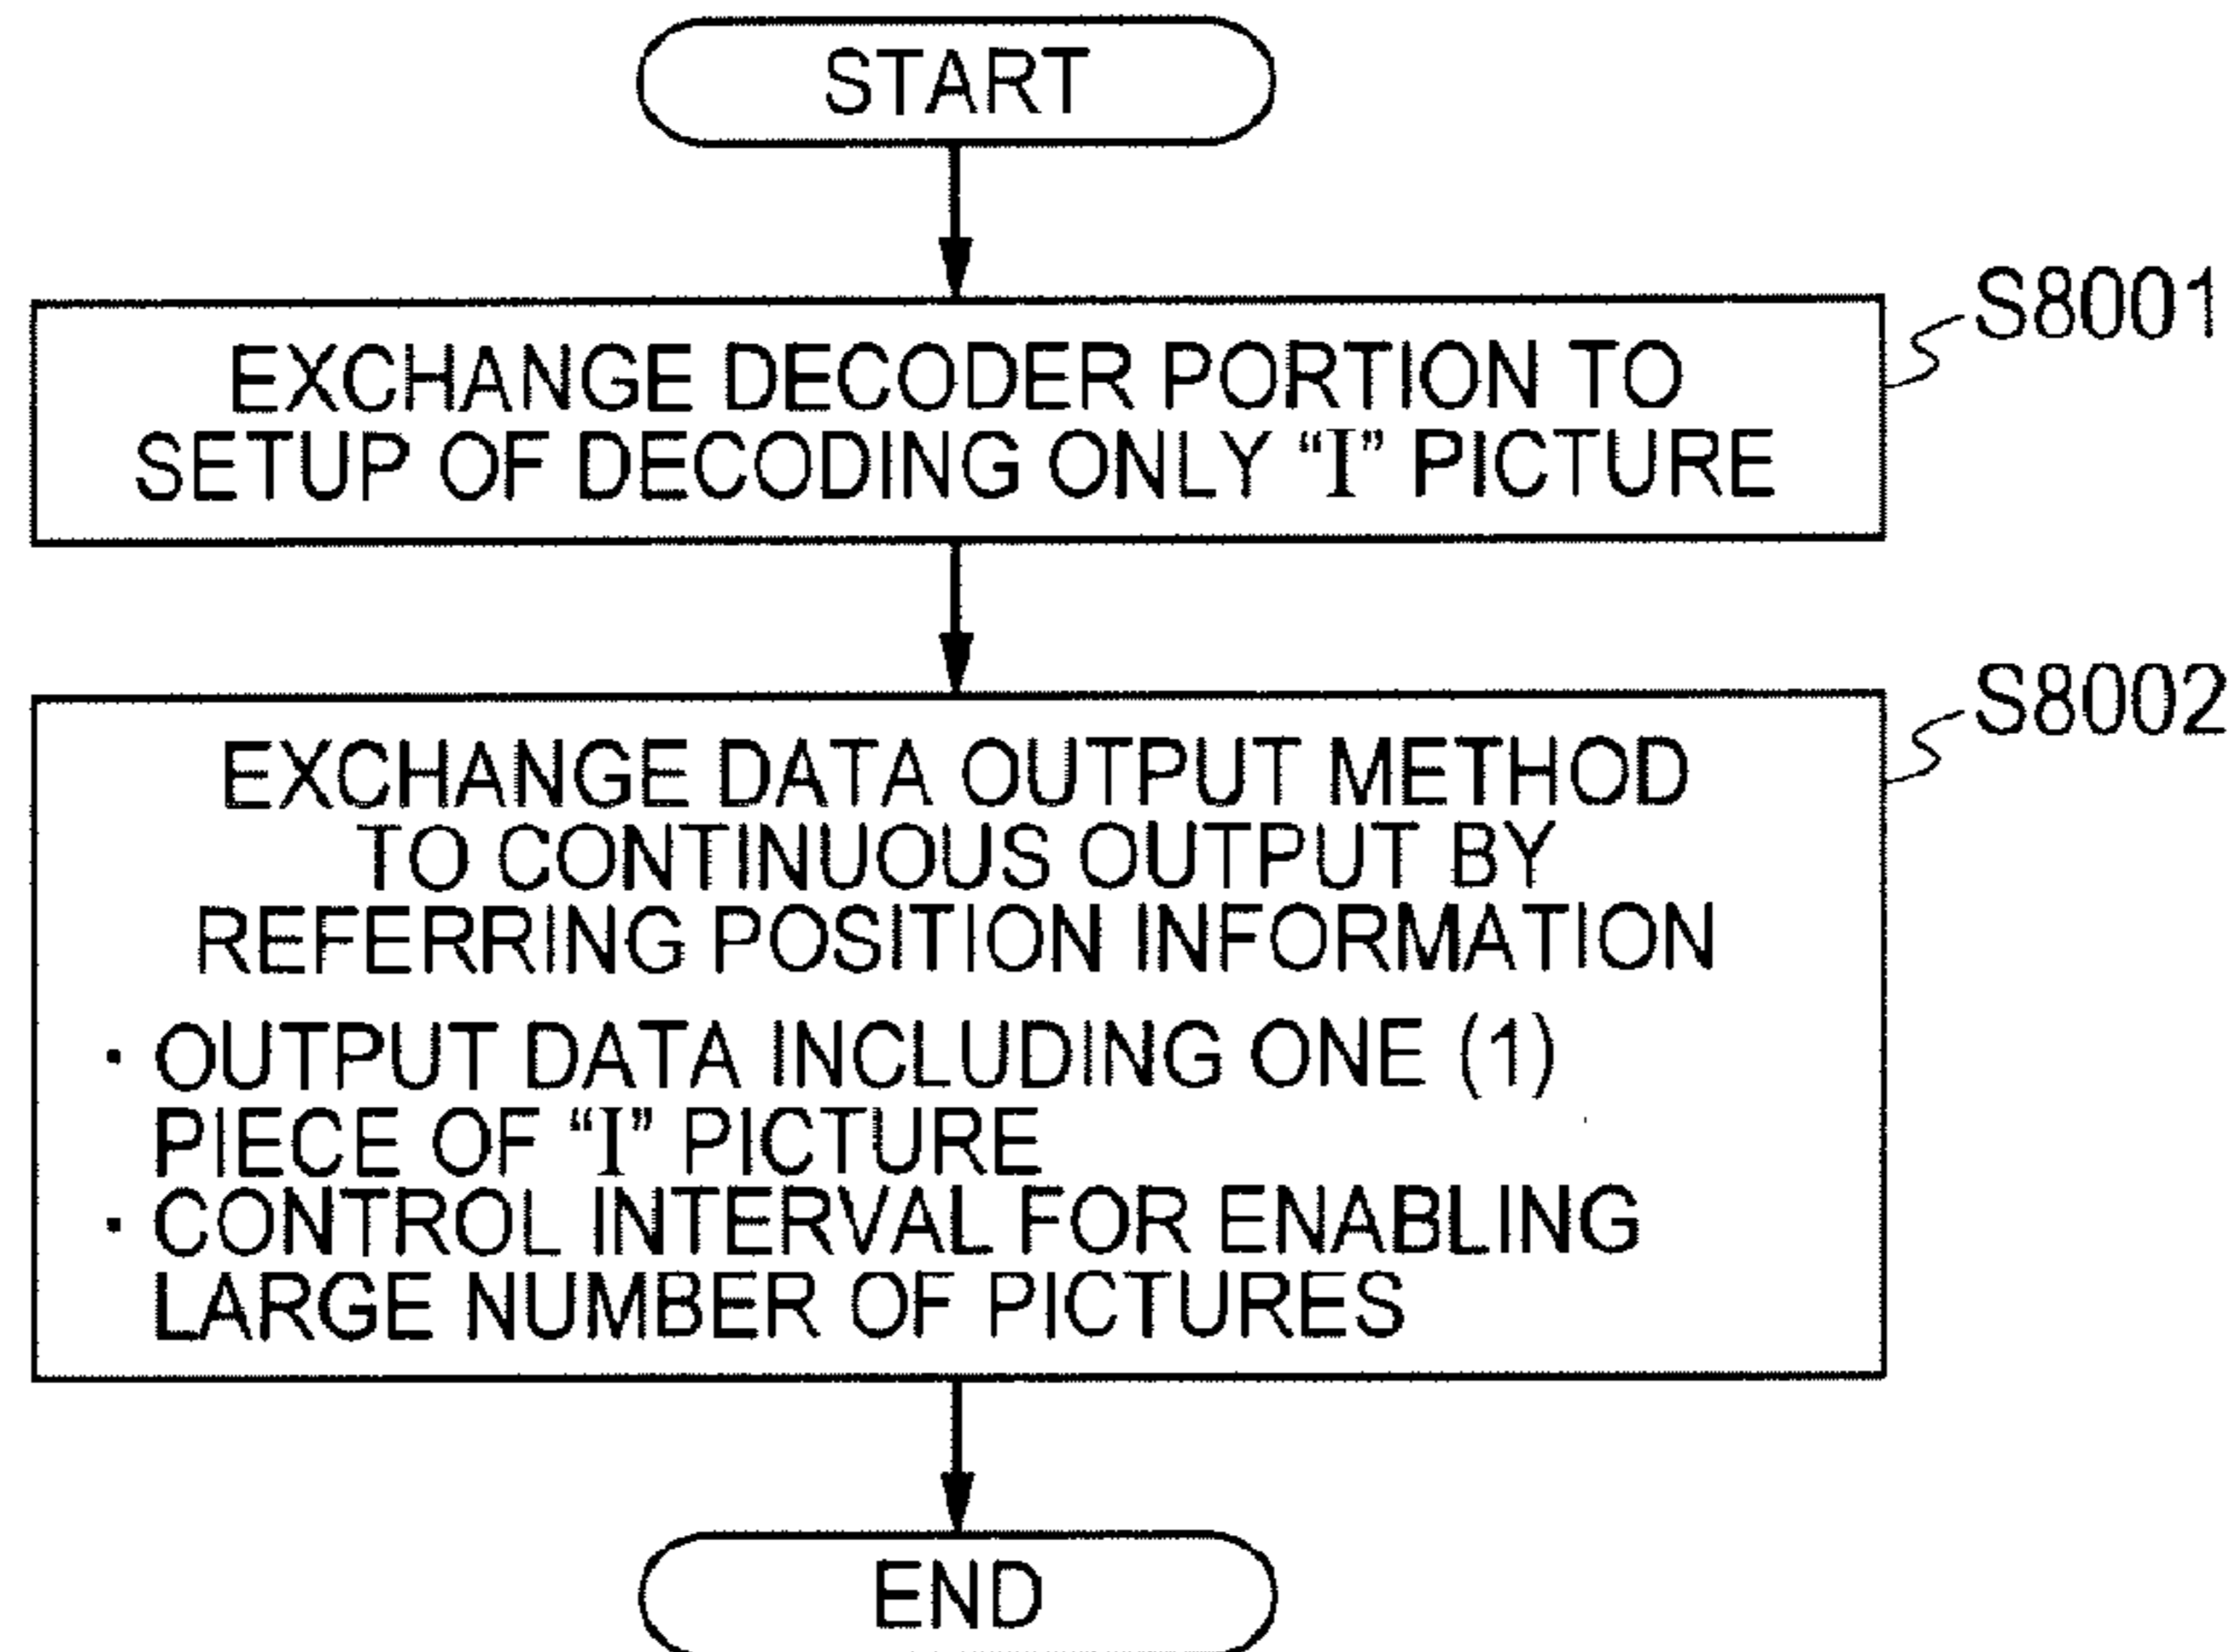 START
S8001
EXCHANGE DECODER PORTION TO
SETUP OF DECODING ONLY “I” PICTURE
S8002
EXCHANGE DATA OUTPUT METHOD
TO CONTINUOUS OUTPUT BY
REFERRING POSITION INFORMATION
· OUTPUT DATA INCLUDING ONE (1)
PIECE OF “I” PICTURE
· CONTROL INTERVAL FOR ENABLING
LARGE NUMBER OF PICTURES
END